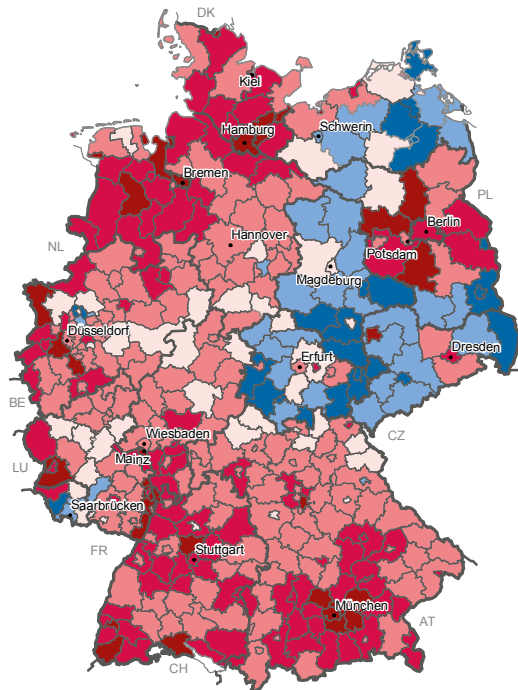 DK
Kiel
Schwerin
Hamburg
Bremen
PL
Berlin
Hannover
NL
Potsdam
Magdeburg
Düsseldorf
Dresden
Erfurt
BE
Wiesbaden
CZ
Mainz
LU
Saarbrücken
FR
Stuttgart
München
AT
CH